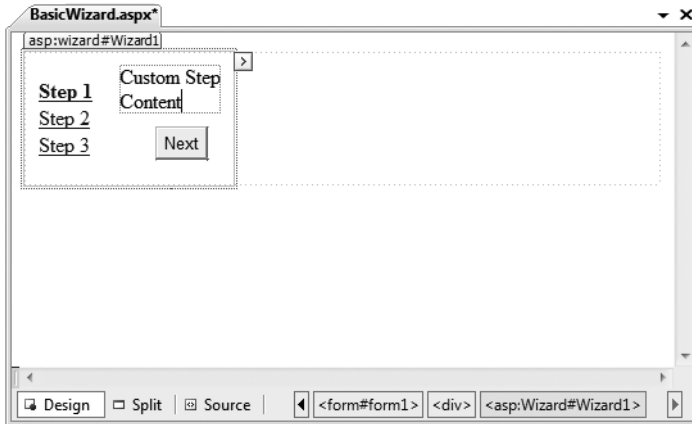 BasicWizard.aspx*
asp:wizard#Wizard1
Custom Step
Content
Step 1
Step 2
Step 3
Next
Design Split Source <form#form1> <div> <asp:Wizard#Wizard1>